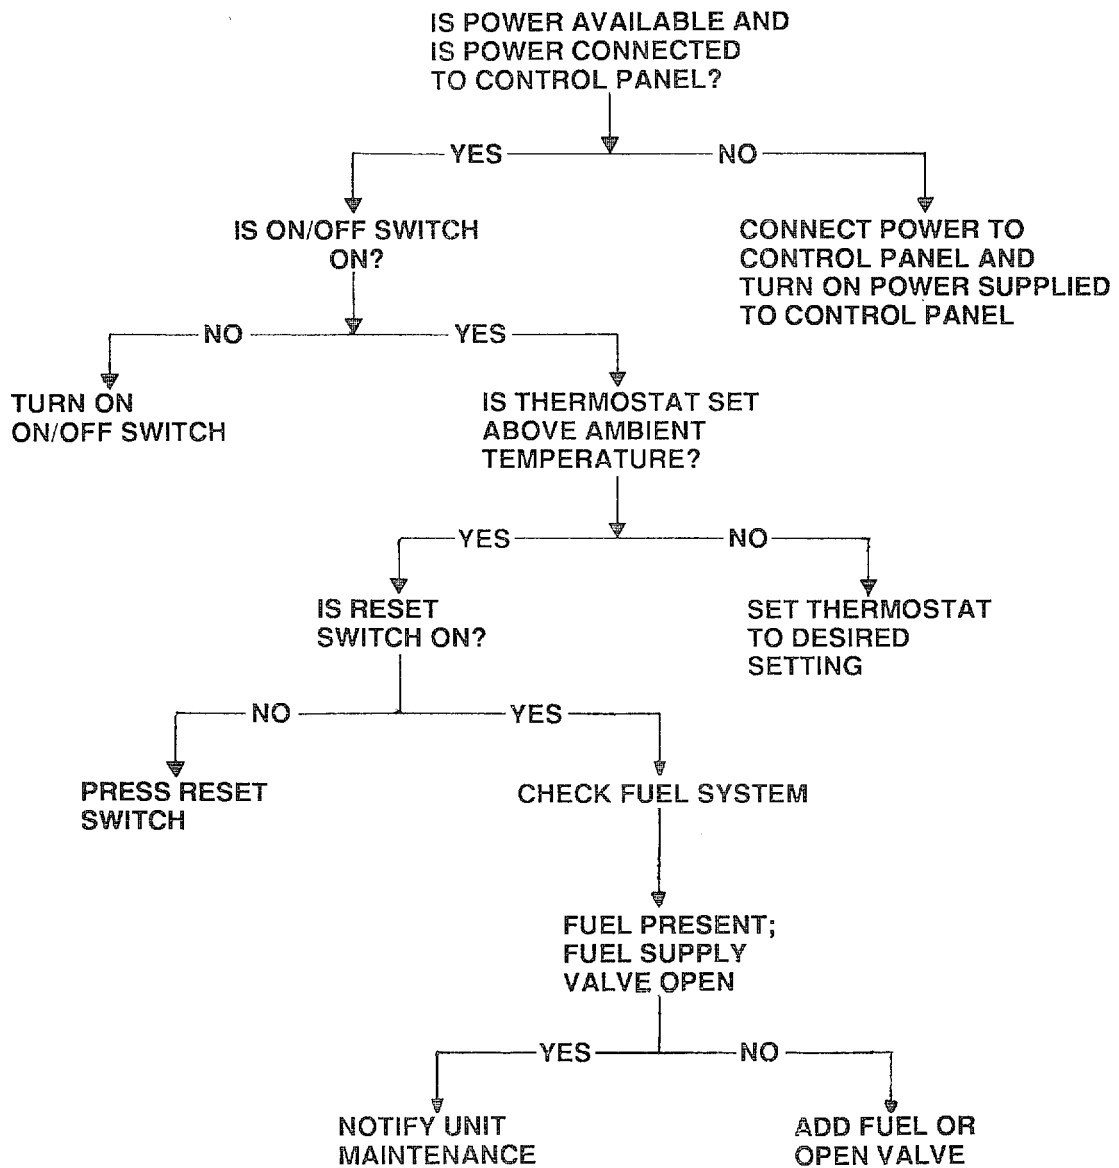 IS POWER AVAILABLE AND
IS POWER CONNECTED
TO CONTROL PANEL?
YES
NO
IS ON/OFF SWITCH
ON?
CONNECT POWER TO
CONTROL PANEL AND
TURN ON POWER SUPPLIED
TO CONTROL PANEL
NO
YES
TURN ON
ON/OFF SWITCH
IS THERMOSTAT SET
ABOVE AMBIENT
TEMPERATURE?
YES
NO
IS RESET
SWITCH ON?
SET THERMOSTAT
TO DESIRED
SETTING
NO
YES
PRESS RESET
SWITCH
CHECK FUEL SYSTEM
FUEL PRESENT;
FUEL SUPPLY
VALVE OPEN
YES
NO
NOTIFY UNIT
MAINTENANCE
ADD FUEL OR
OPEN VALVE